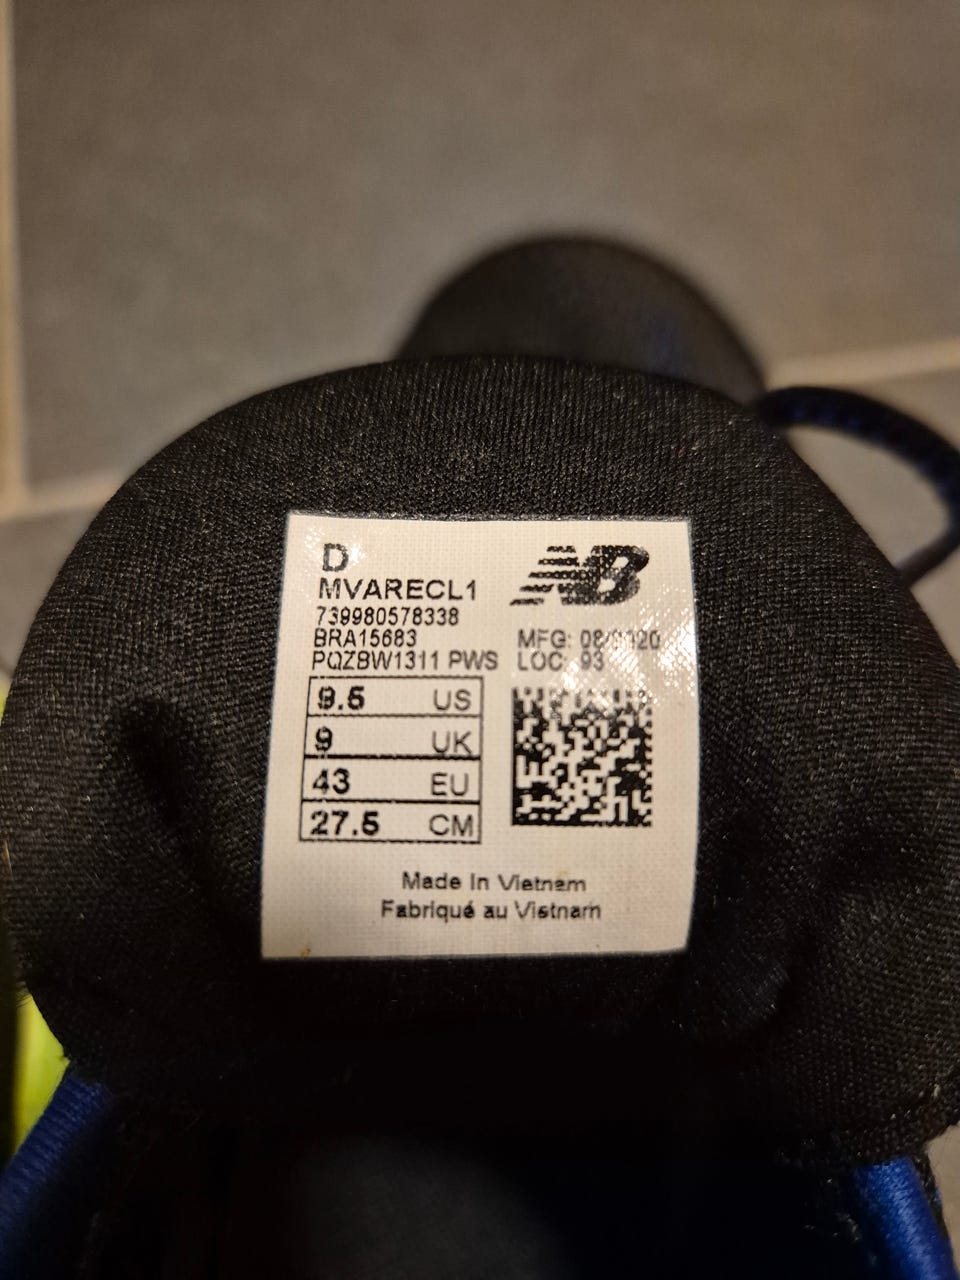 D
NB
MVARECL1
739980578338
BRA15683
PQZBW1311 PWS
MFG: 08/2020
LOC: 93
9.5 US
9 UK
43 EU
27.5 CM
Made In Vietnam
Fabriqué au Vietnam